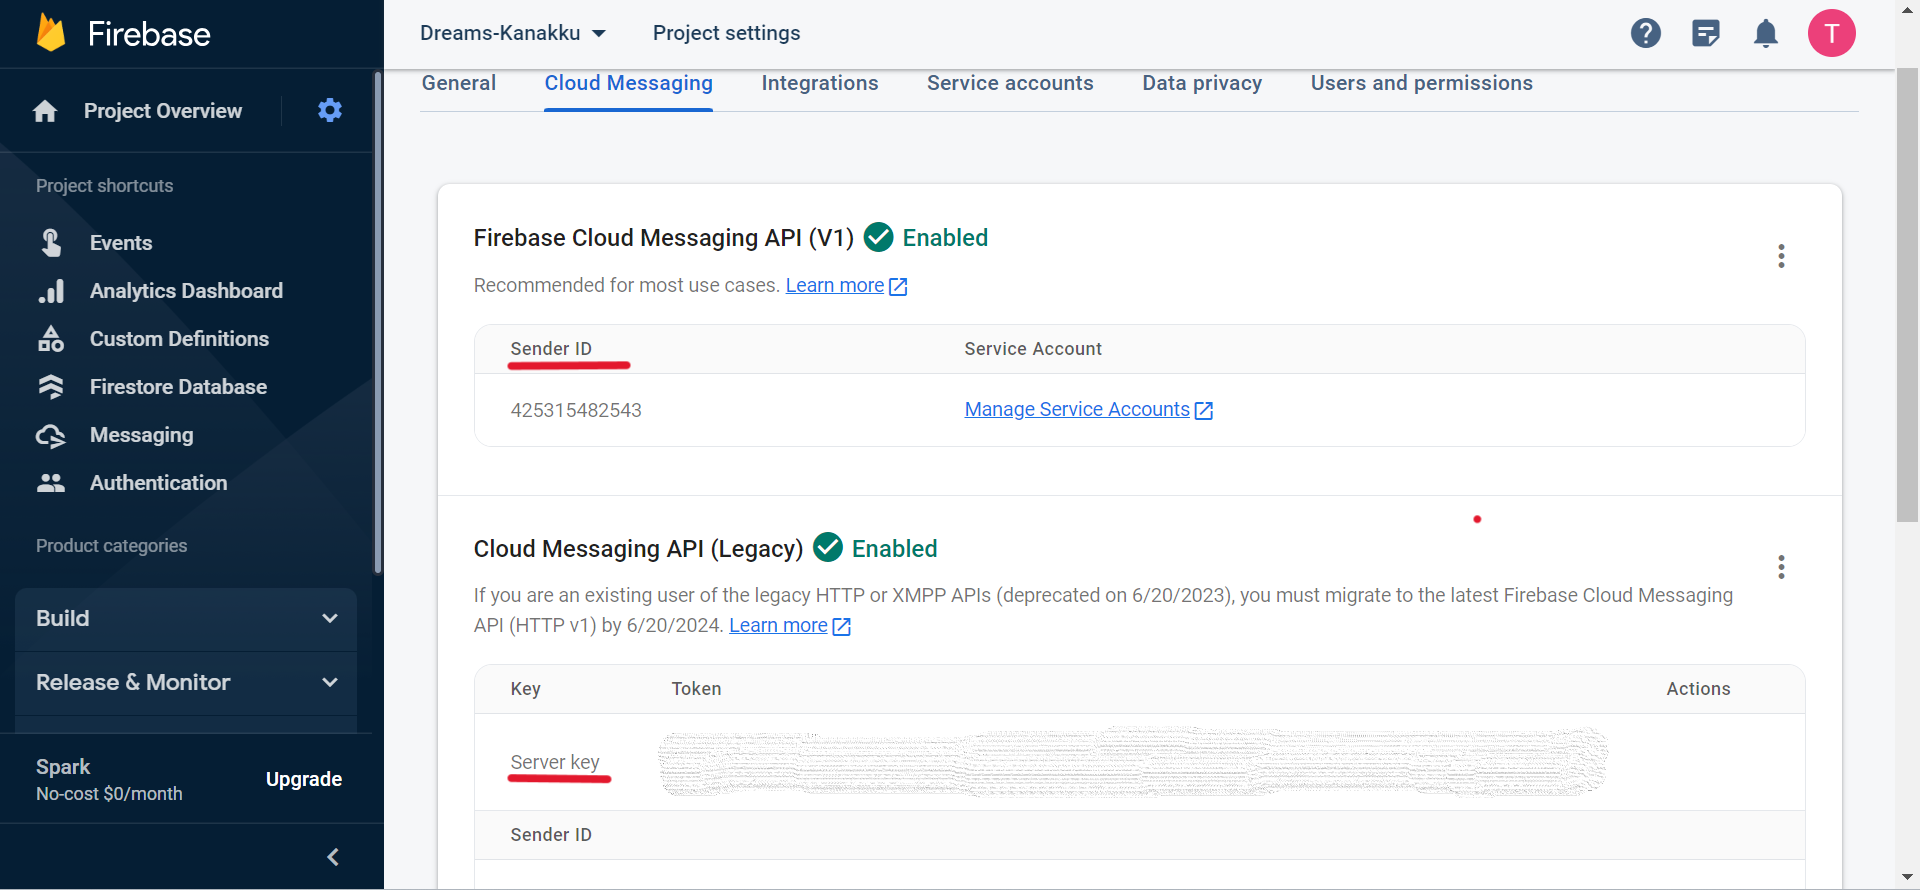 Firebase
Project Overview
Project shortcuts
Events
Analytics Dashboard
Custom Definitions
Firestore Database
Messaging
Authentication
Product categories
Build
Release & Monitor
Spark
No-cost $0/month
Upgrade
Dreams-Kanakku
Project settings
T
General Cloud Messaging Integrations Service accounts Data privacy Users and permissions
Firebase Cloud Messaging API (V1) Enabled
Recommended for most use cases. Learn more
Sender ID Service Account
425315482543 Manage Service Accounts
Cloud Messaging API (Legacy) Enabled
If you are an existing user of the legacy HTTP or XMPP APIs (deprecated on 6/20/2023), you must migrate to the latest Firebase Cloud Messaging
API (HTTP v1) by 6/20/2024. Learn more
Key Token Actions
Server key
Sender ID